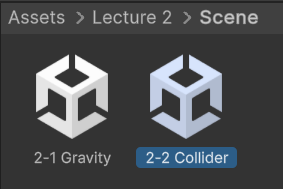 Assets > Lecture 2 > Scene
2-1 Gravity 2-2 Collider